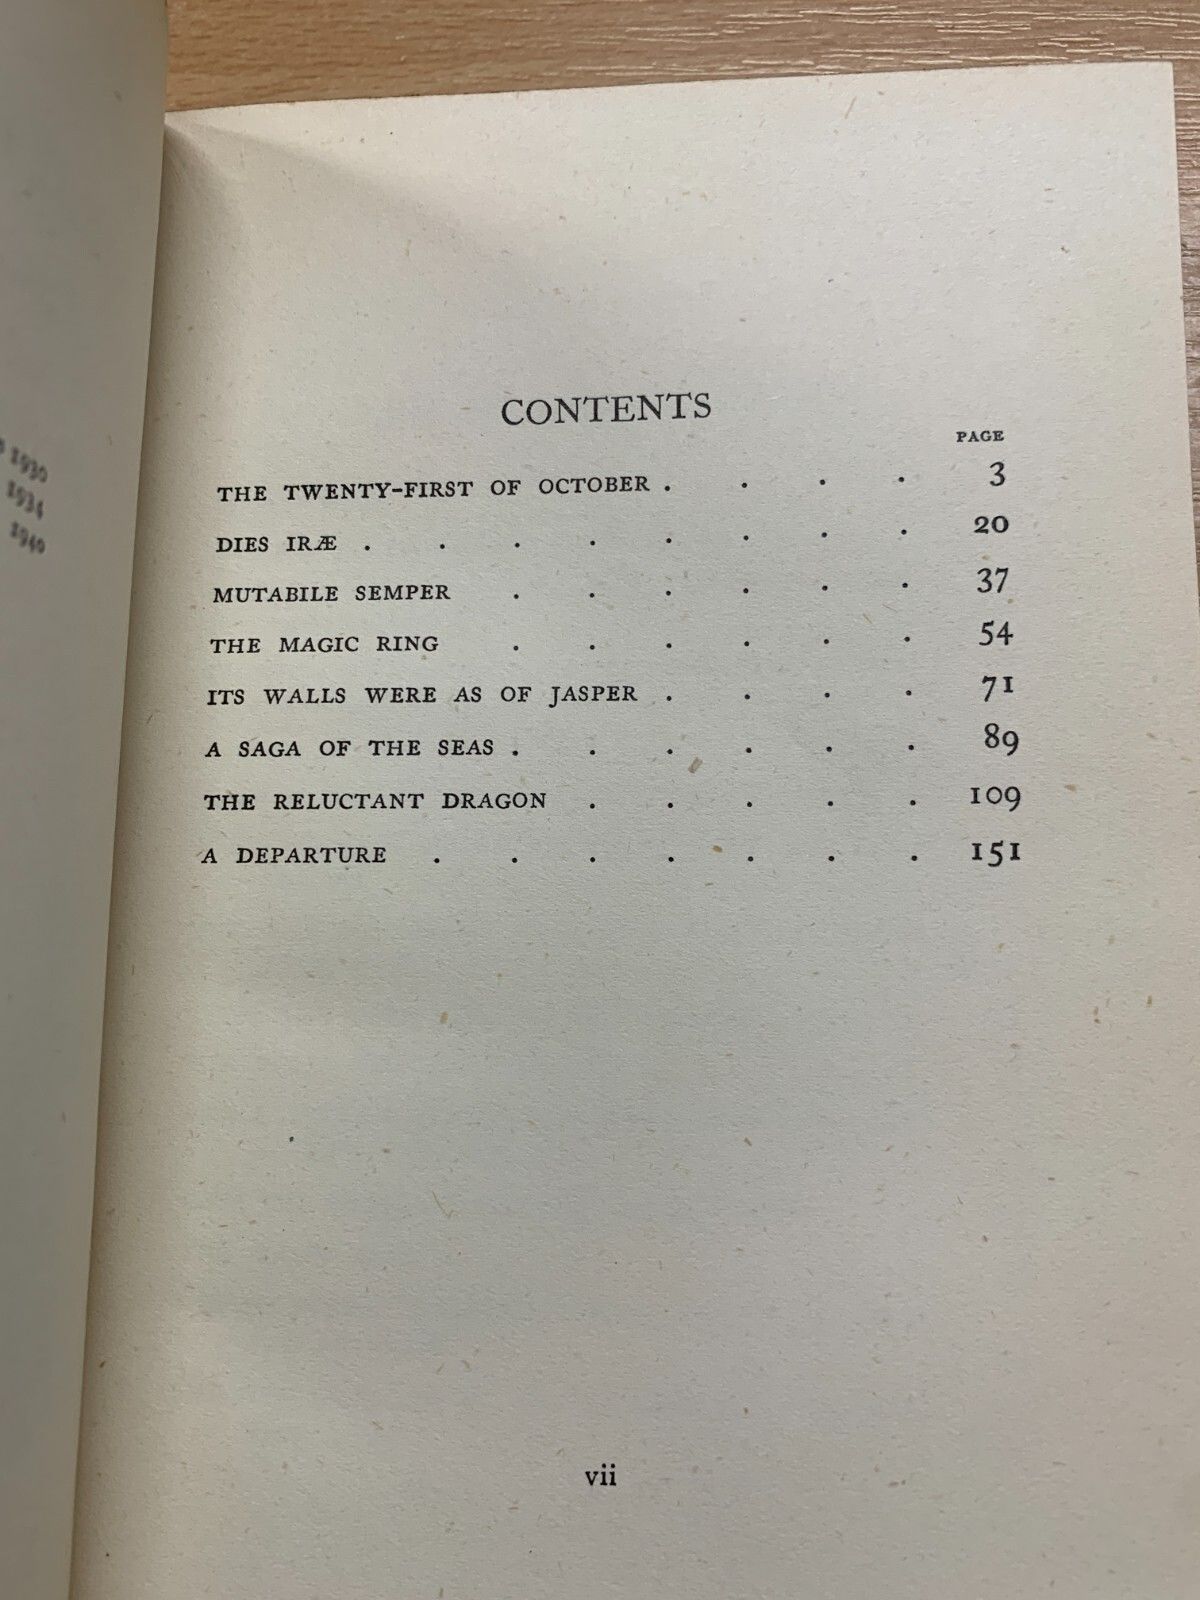 1930
1934
1940
CONTENTS
PAGE
THE TWENTY-FIRST OF OCTOBER . . . . 3
DIES IRÆ . . . . . . . . 20
MUTABILE SEMPER . . . . . . 37
THE MAGIC RING . . . . . . 54
ITS WALLS WERE AS OF JASPER . . . . 71
A SAGA OF THE SEAS . . . . . . 89
THE RELUCTANT DRAGON . . . . . 109
A DEPARTURE . . . . . . . 151
vii